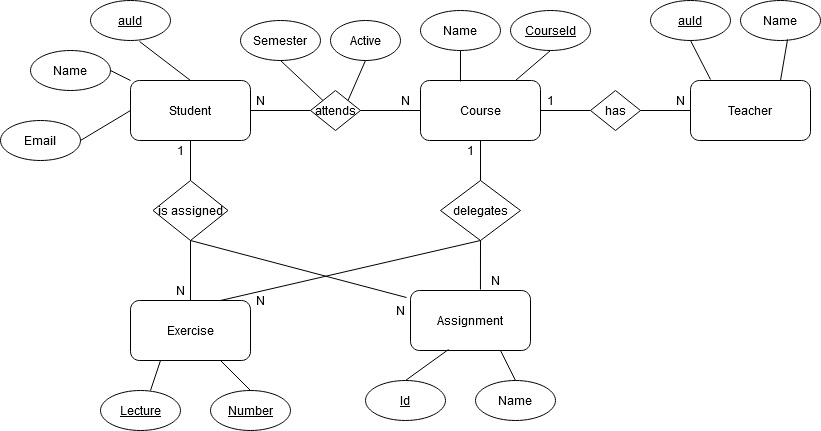 auId
Name
Email
Student
Semester
Active
N
attends
N
Name
CourseId
Course
1
has
N
auId
Name
Teacher
1
is assigned
1
delegates
N
N
N
N
Exercise
Assignment
Lecture
Number
Id
Name